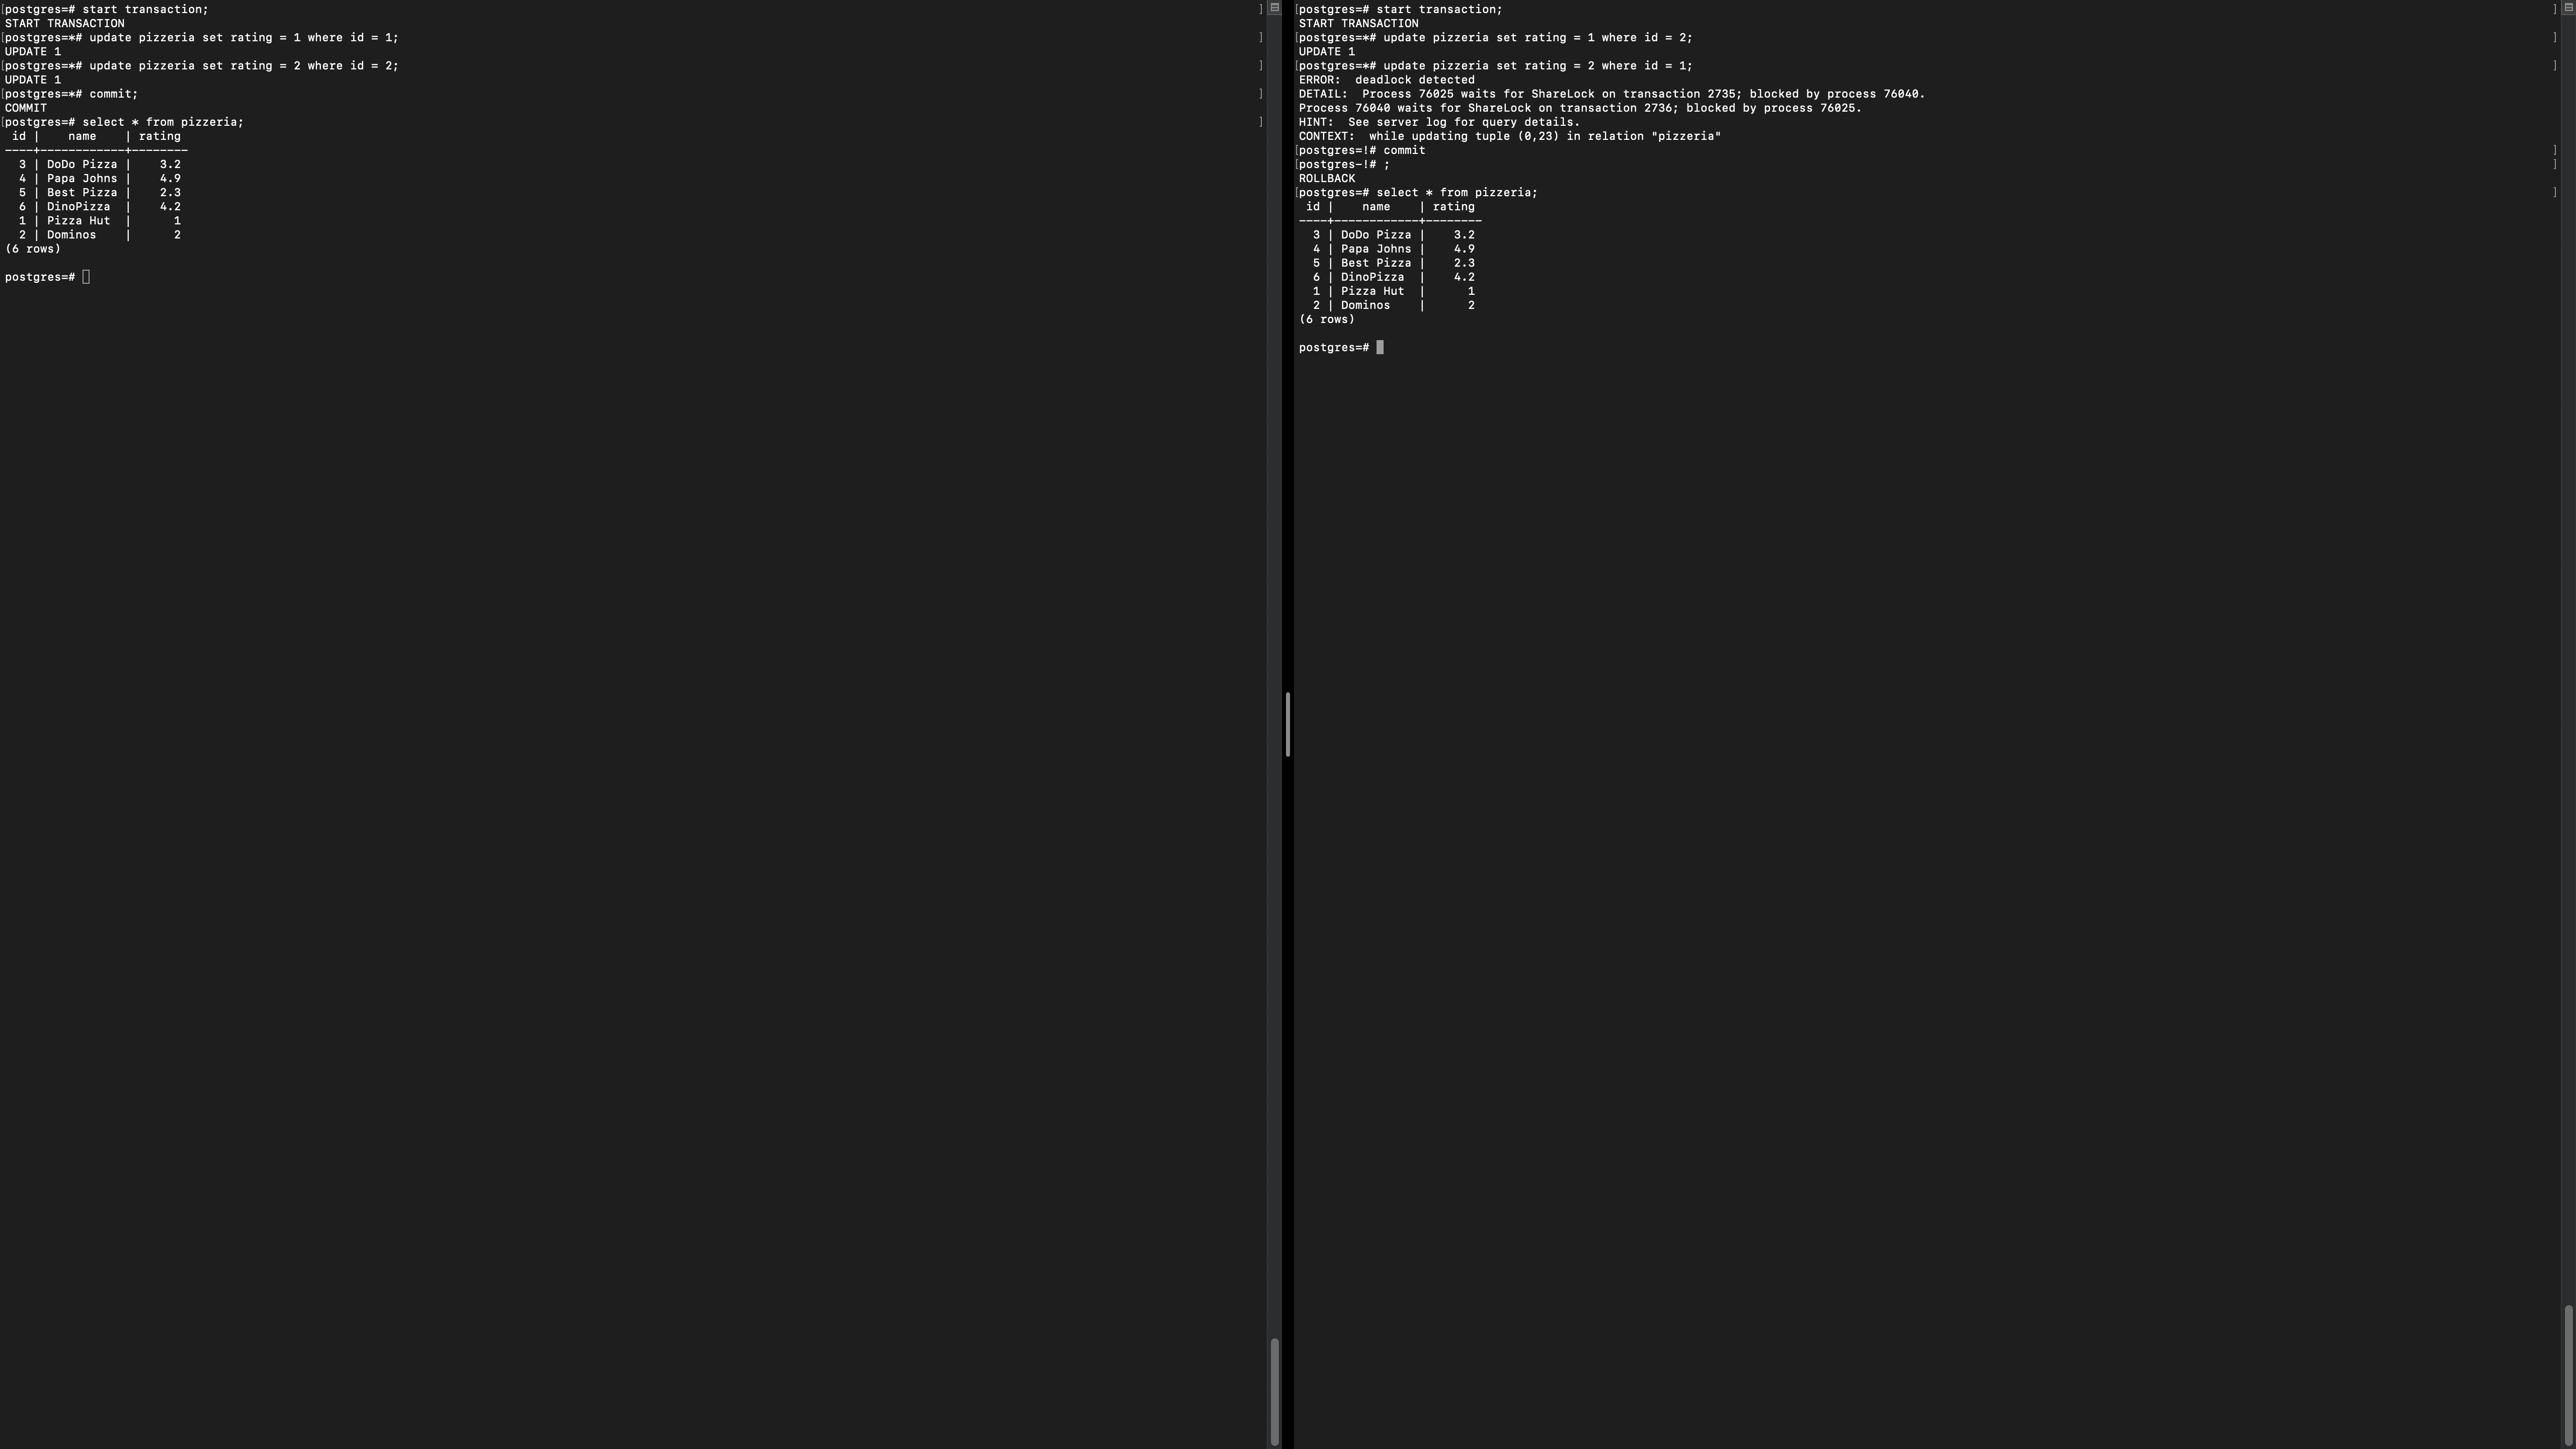 [postgres=# start transaction; ]
START TRANSACTION
[postgres=*# update pizzeria set rating = 1 where id = 1; ]
UPDATE 1
[postgres=*# update pizzeria set rating = 2 where id = 2; ]
UPDATE 1
[postgres=*# commit; ]
COMMIT
[postgres=# select * from pizzeria; ]
 id |    name    | rating
----+------------+--------
  3 | DoDo Pizza |    3.2
  4 | Papa Johns |    4.9
  5 | Best Pizza |    2.3
  6 | DinoPizza  |    4.2
  1 | Pizza Hut  |      1
  2 | Dominos    |      2
(6 rows)
postgres=#
[postgres=# start transaction; ]
START TRANSACTION
[postgres=*# update pizzeria set rating = 1 where id = 2; ]
UPDATE 1
[postgres=*# update pizzeria set rating = 2 where id = 1; ]
ERROR:  deadlock detected
DETAIL:  Process 76025 waits for ShareLock on transaction 2735; blocked by process 76040.
Process 76040 waits for ShareLock on transaction 2736; blocked by process 76025.
HINT:  See server log for query details.
CONTEXT:  while updating tuple (0,23) in relation "pizzeria"
[postgres=!# commit ]
[postgres-!# ; ]
ROLLBACK
[postgres=# select * from pizzeria; ]
 id |    name    | rating
----+------------+--------
  3 | DoDo Pizza |    3.2
  4 | Papa Johns |    4.9
  5 | Best Pizza |    2.3
  6 | DinoPizza  |    4.2
  1 | Pizza Hut  |      1
  2 | Dominos    |      2
(6 rows)
postgres=#